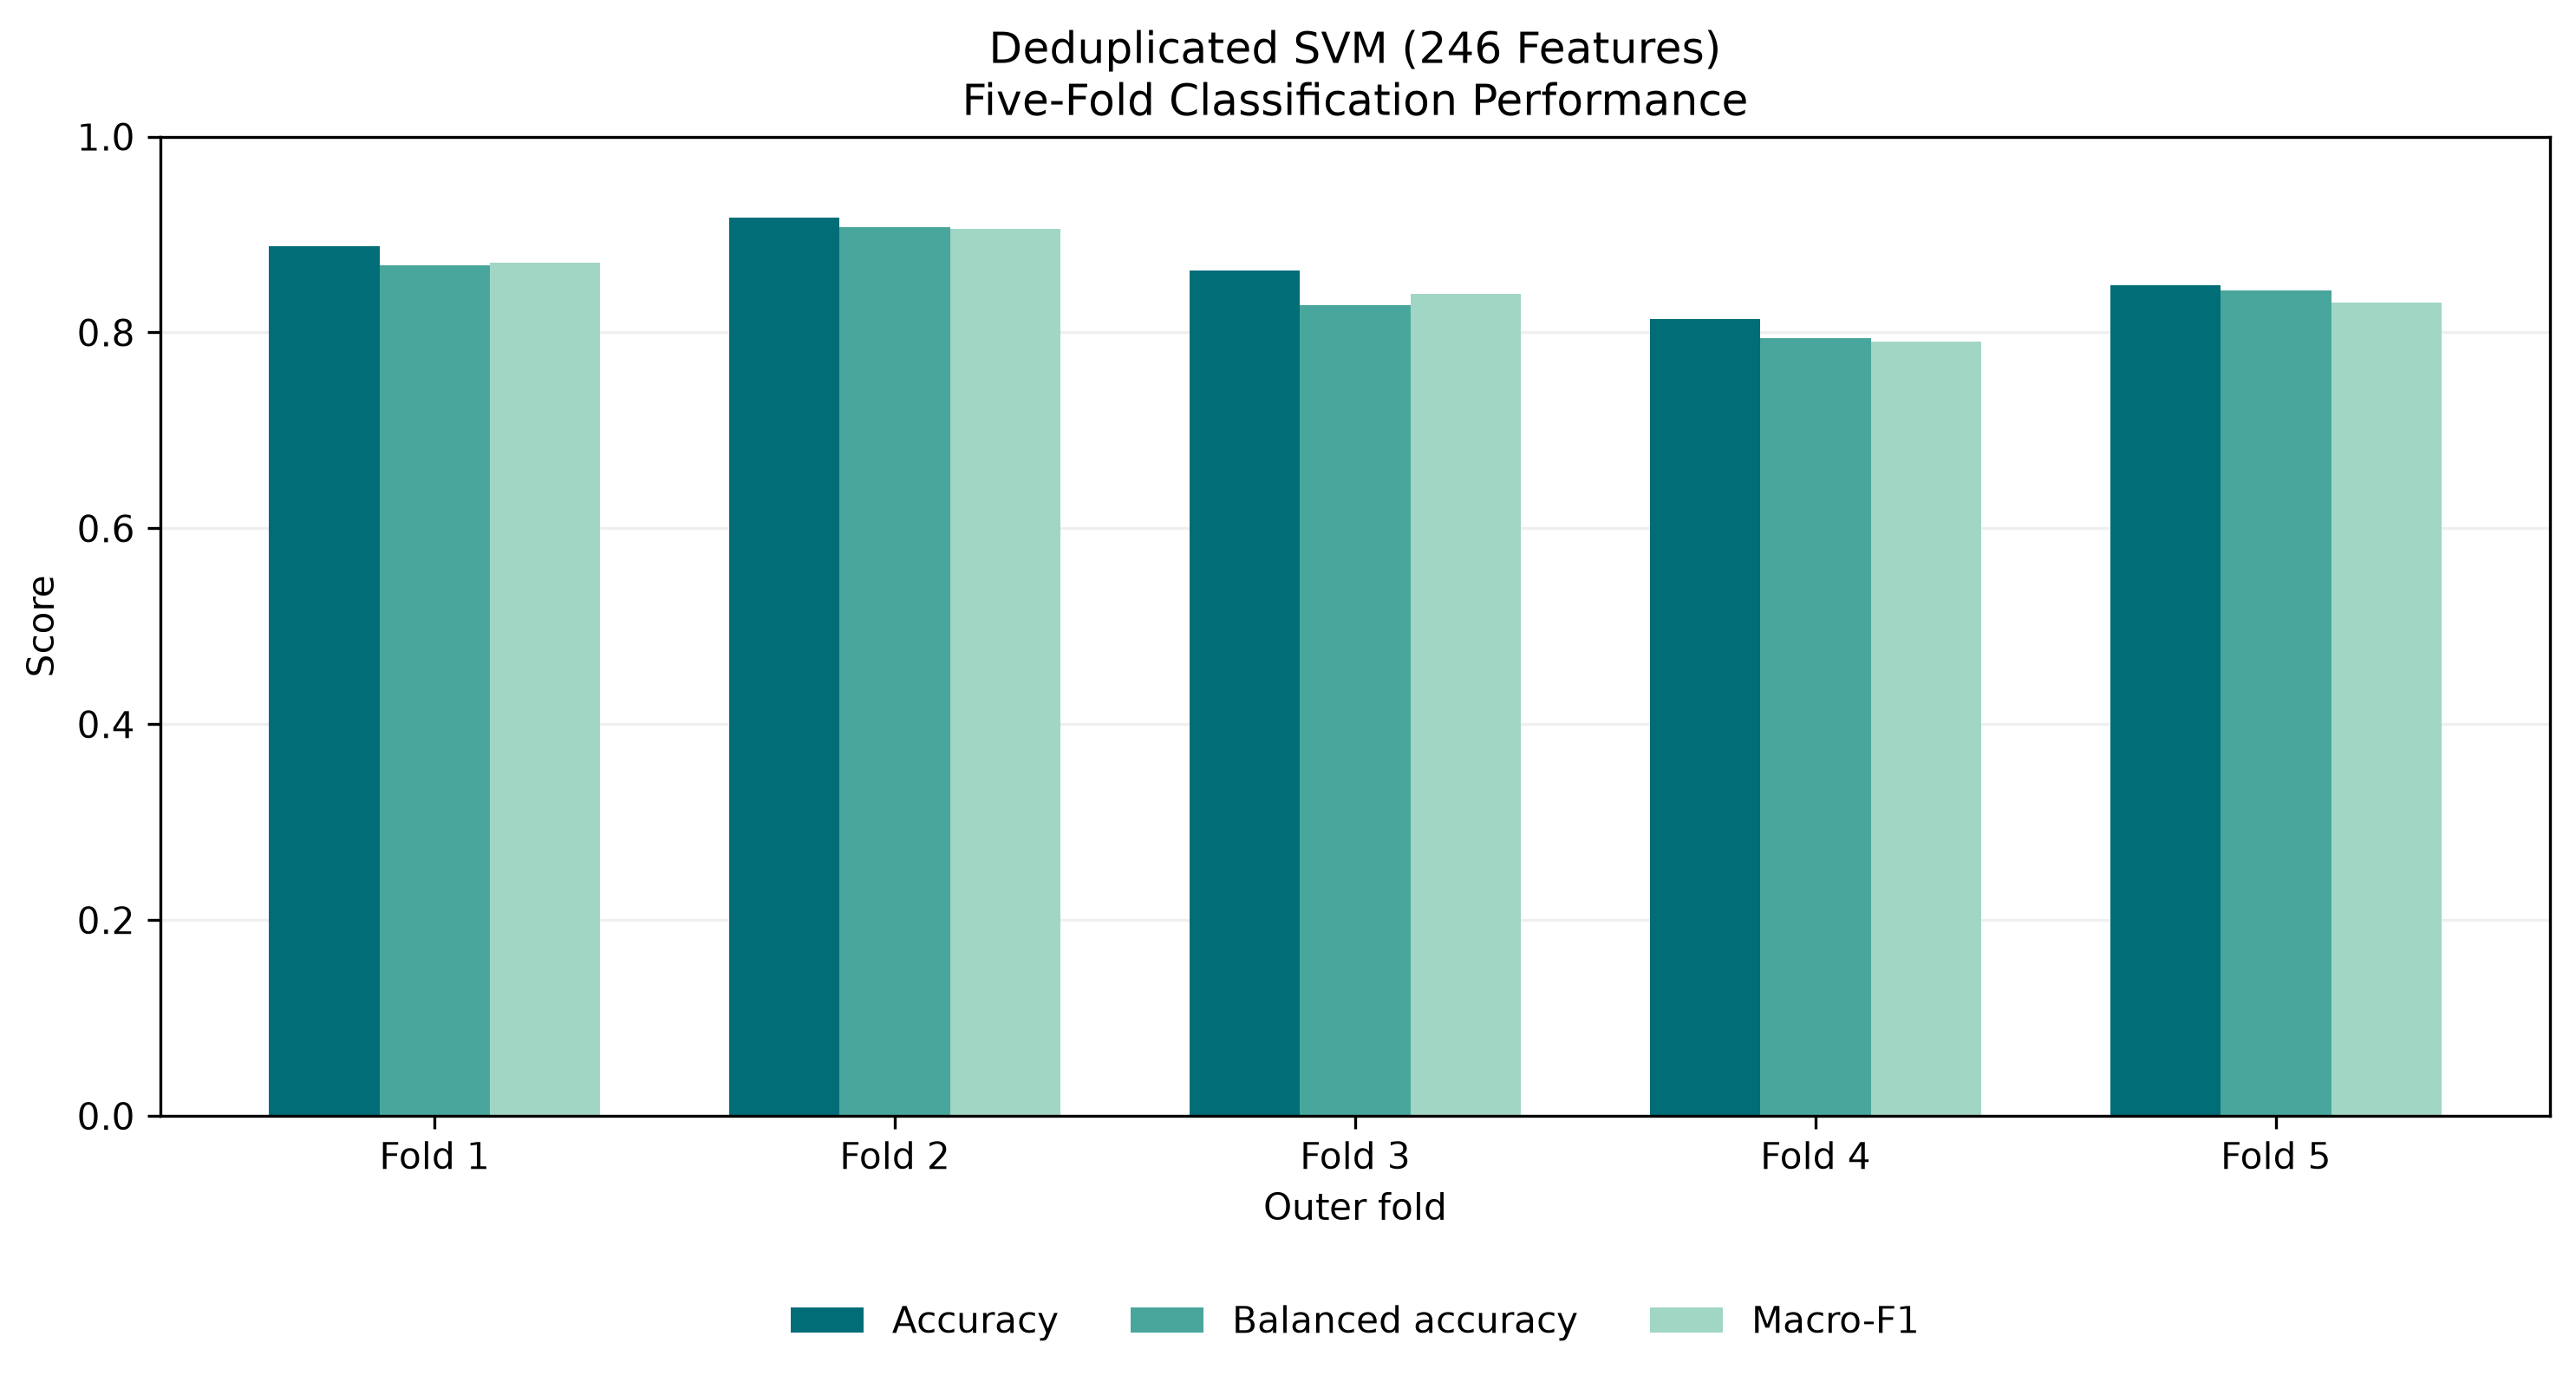 Deduplicated SVM (246 Features)
Five-Fold Classification Performance
1.0
0.8
0.6
0.4
0.2
0.0
Score
Fold 1 Fold 2 Fold 3 Fold 4 Fold 5
Outer fold
Accuracy Balanced accuracy Macro-F1